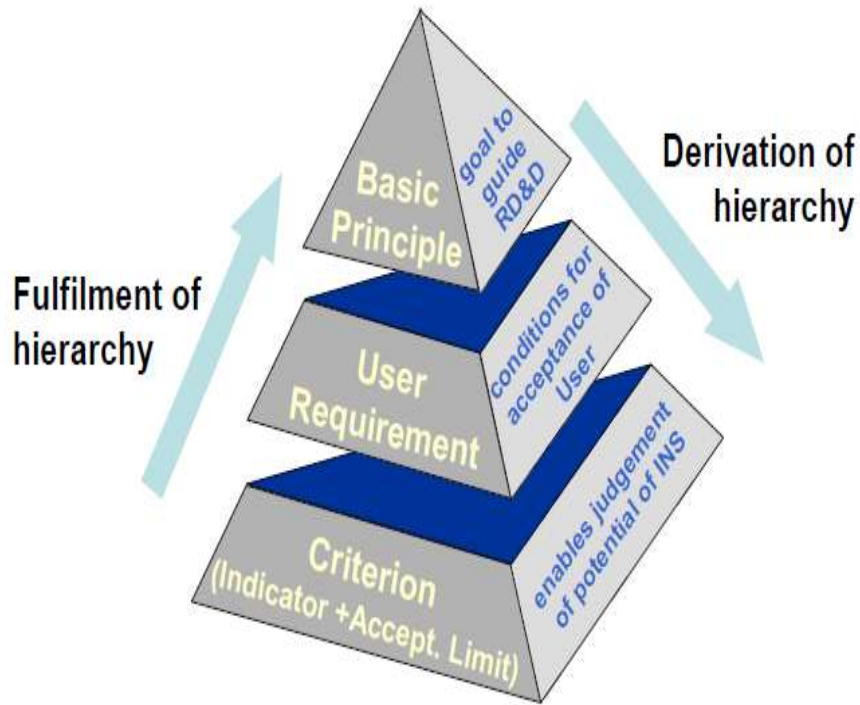 Basic
Principle
goal to
guide
RD&D
Derivation of
hierarchy
Fulfilment of
hierarchy
User
Requirement
conditions for
acceptance of
User
Criterion
(Indicator +Accept. Limit)
enables judgement
of potential of INS